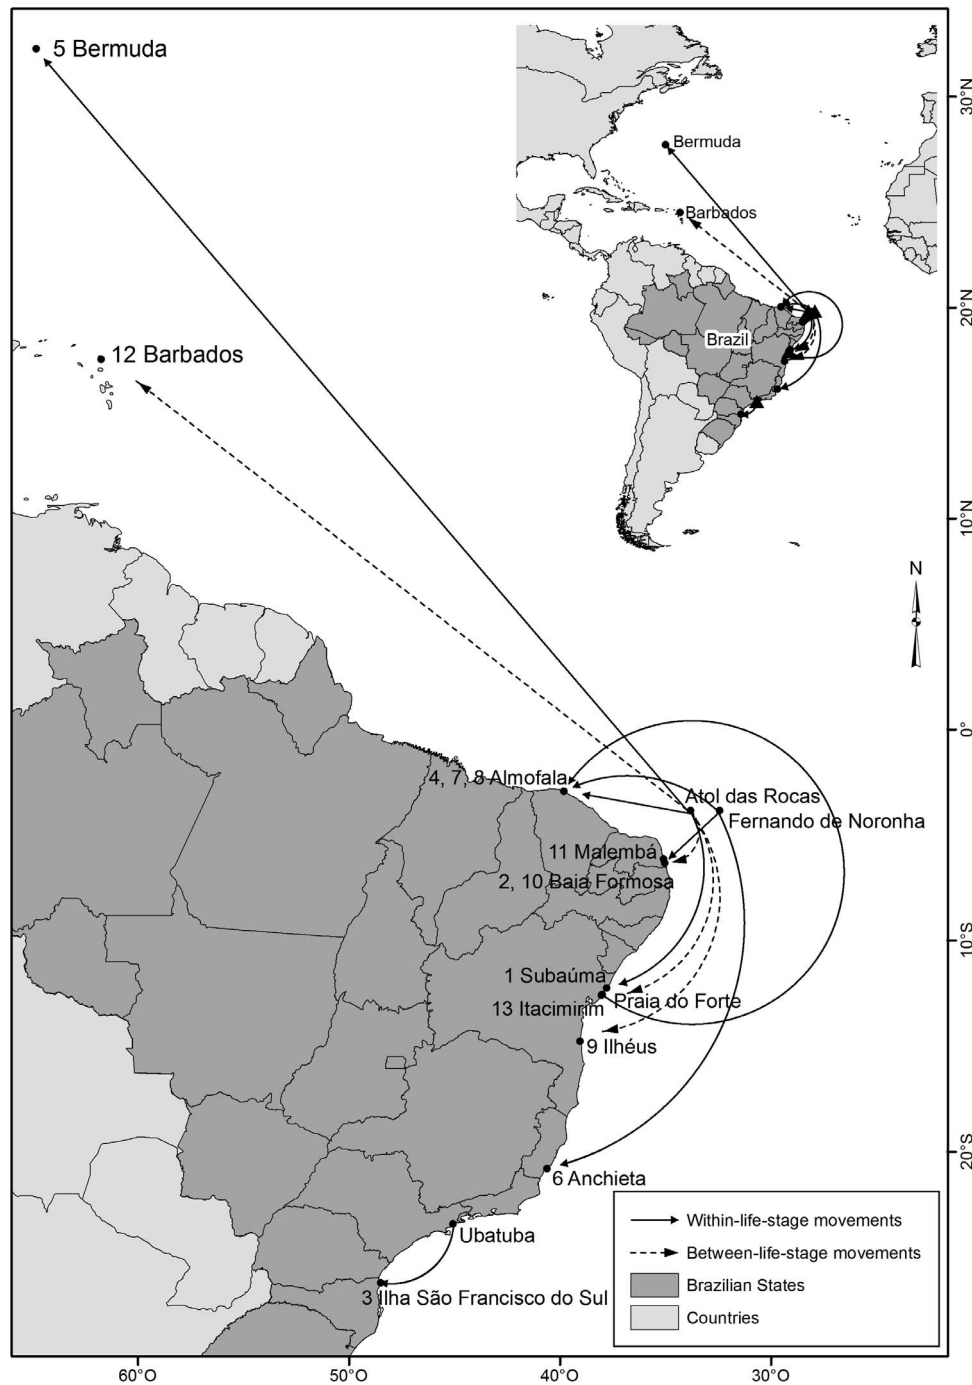 5 Bermuda
12 Barbados
Bermuda
Barbados
Brazil
N
4, 7, 8 Almofala
Atol das Rocas
Fernando de Noronha
11 Malembá
2, 10 Baia Formosa
1 Subaúma
Praia do Forte
13 Itacimirim
9 Ilhéus
6 Anchieta
Ubatuba
3 Ilha São Francisco do Sul
Within-life-stage movements
Between-life-stage movements
Brazilian States
Countries
30°N
20°N
10°N
0°
10°S
20°S
60°O
50°O
40°O
30°O